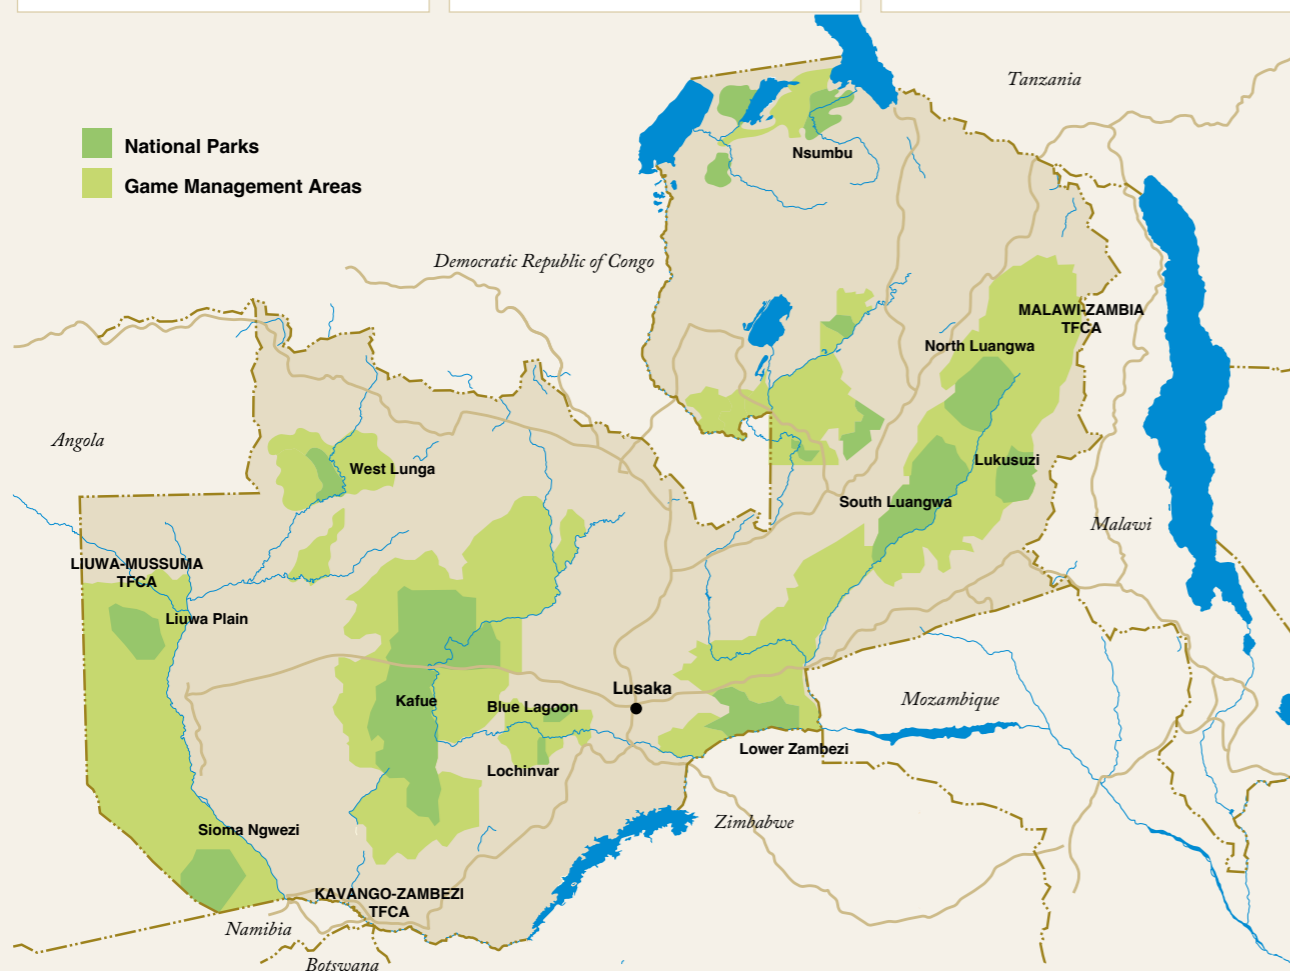 Tanzania
National Parks
Nsumbu
Game Management Areas
Democratic Republic of Congo
MALAWI-ZAMBIA
TFCA
North Luangwa
Angola
West Lunga
Lukusuzi
South Luangwa
Malawi
LIUWA-MUSSUMA
TFCA
Liuwa Plain
Lusaka
Kafue
Blue Lagoon
Mozambique
Lower Zambezi
Lochinvar
Zimbabwe
Sioma Ngwezi
KAVANGO-ZAMBEZI
TFCA
Namibia
Botswana